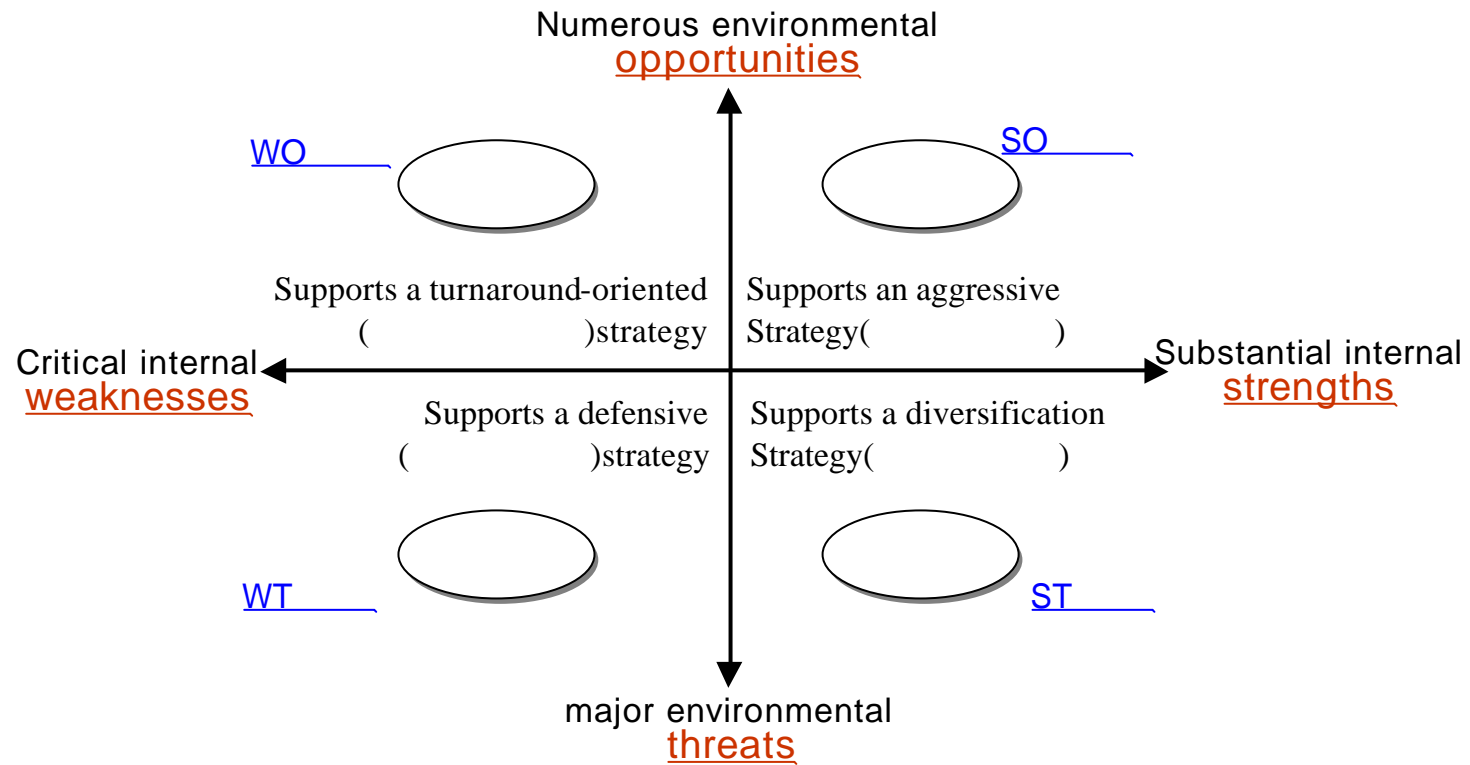 Numerous environmental
opportunities
WO
SO
Supports a turnaround-oriented
( )strategy
Supports an aggressive
Strategy( )
Critical internal
weaknesses
Substantial internal
strengths
Supports a defensive
( )strategy
Supports a diversification
Strategy( )
WT
ST
major environmental
threats